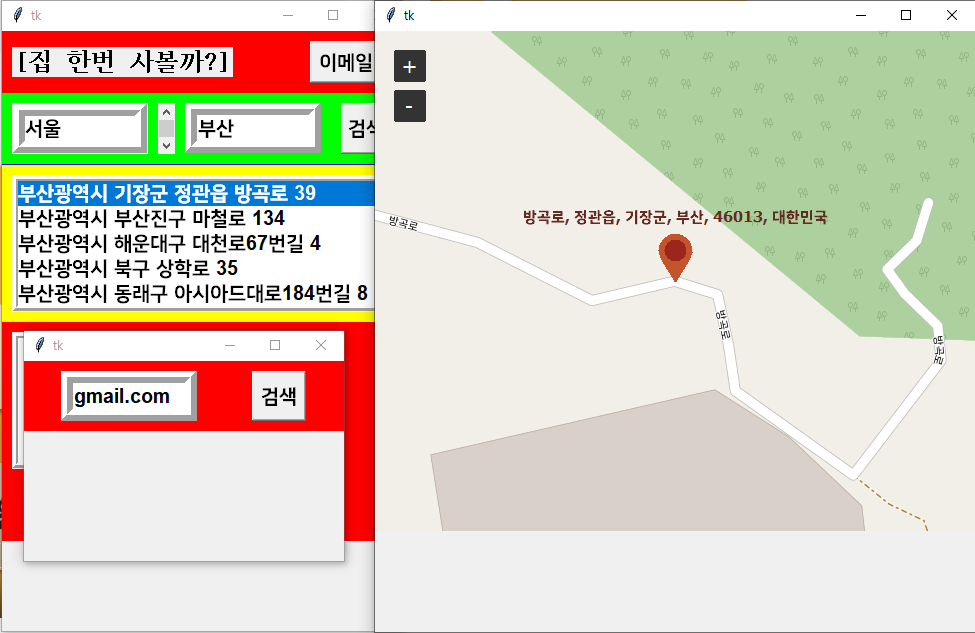 tk
[집 한번 사볼까?]
이메일
서울
부산
부산광역시 기장군 정관읍 방곡로 39
부산광역시 부산진구 마철로 134
부산광역시 해운대구 대천로67번길 4
부산광역시 북구 상학로 35
부산광역시 동래구 아시아드대로184번길 8
tk
gmail.com
검색
tk
+
-
방곡로, 정관읍, 기장군, 부산, 46013, 대한민국
방곡로
방곡로
방곡로